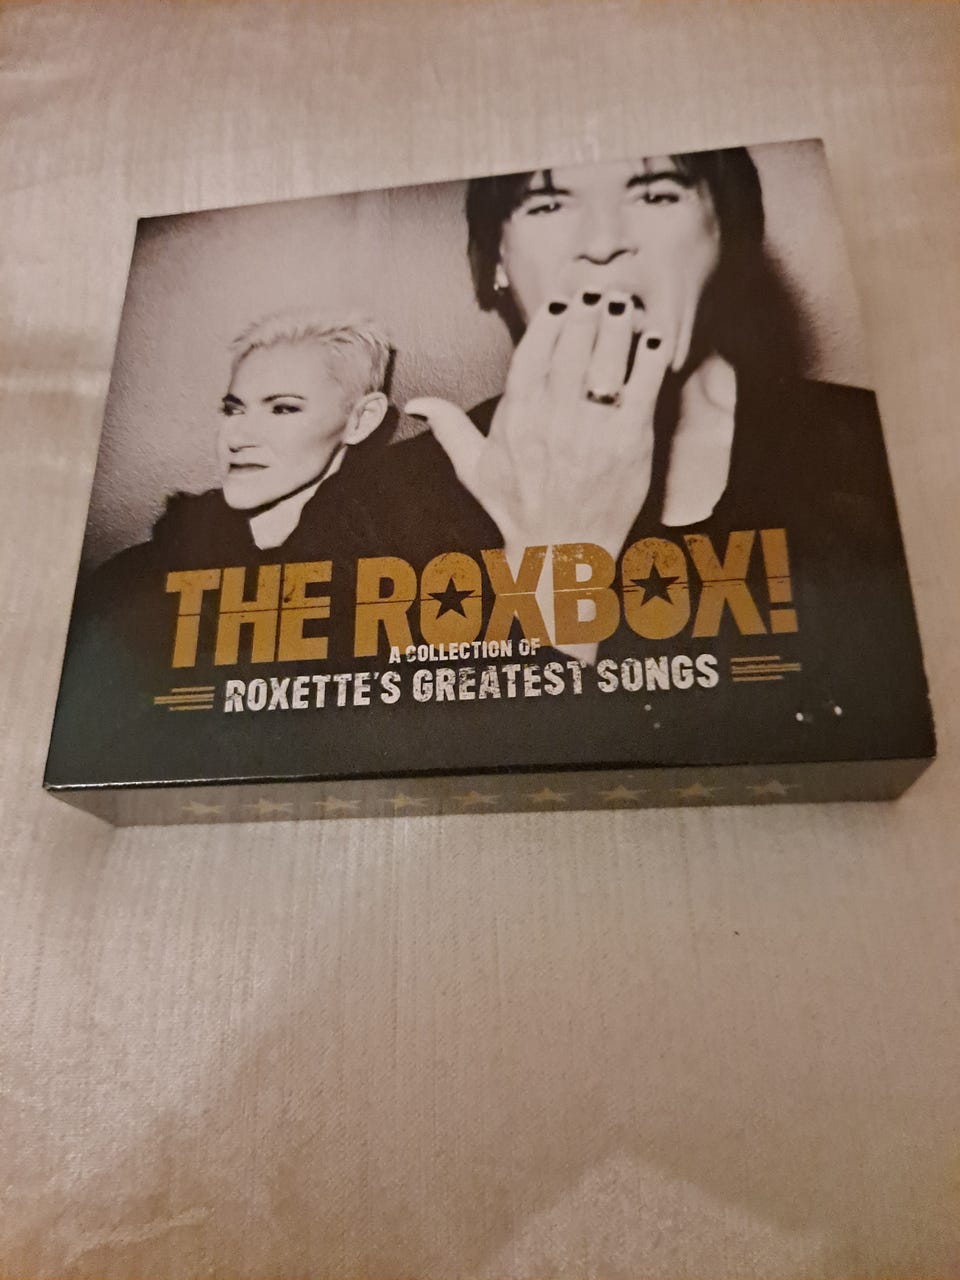 THE ROXBOX!
A COLLECTION OF
ROXETTE'S GREATEST SONGS